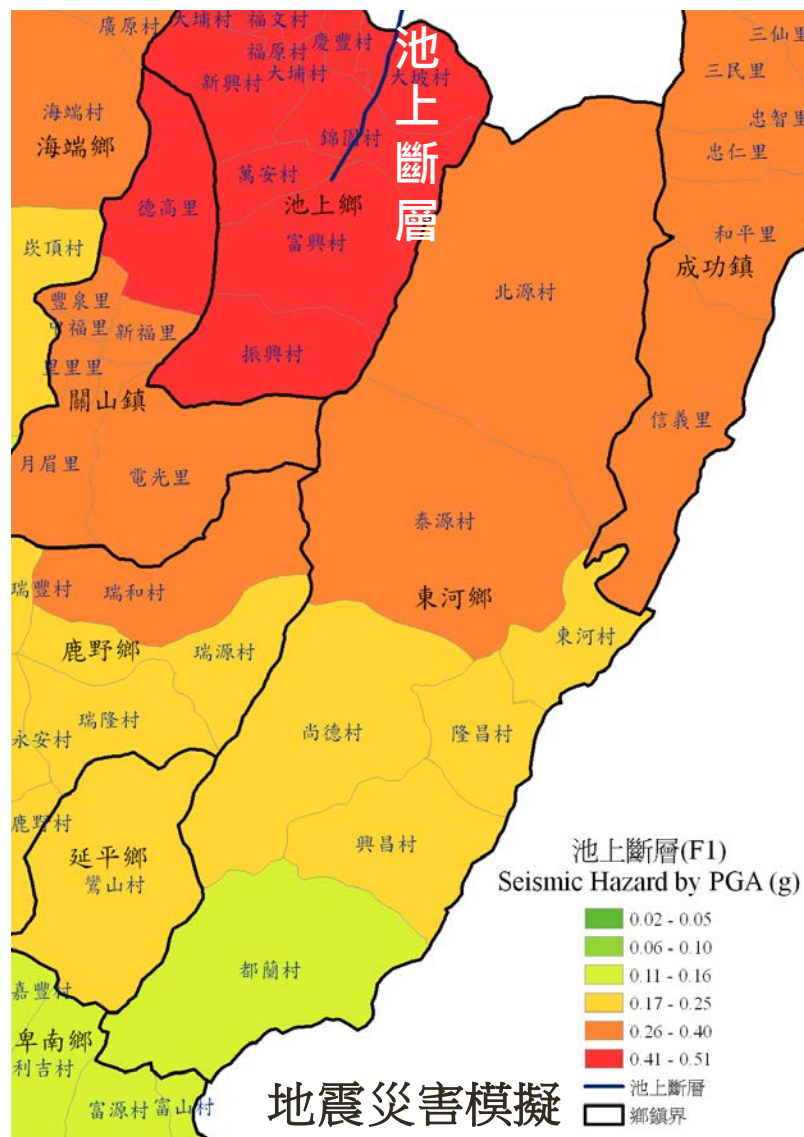 廣原村
大埔村
福文村
慶豐村
福原村
大埔村
新興村
大坡村
錦園村
池上斷層
三仙里
三民里
忠智里
忠仁里
海端村
海端鄉
萬安村
德高里
池上鄉
富興村
崁頂村
和平里
成功鎮
北源村
豐泉里
中福里
新福里
里里里
振興村
關山鎮
信義里
月眉里
電光里
泰源村
瑞豐村
瑞和村
東河鄉
東河村
鹿野鄉
瑞源村
瑞隆村
永安村
尚德村
隆昌村
鹿野村
延平鄉
鸞山村
興昌村
都蘭村
嘉豐村
卑南鄉
利吉村
富源村
富山村
池上斷層(F1)
Seismic Hazard by PGA (g)
0.02 - 0.05
0.06 - 0.10
0.11 - 0.16
0.17 - 0.25
0.26 - 0.40
0.41 - 0.51
池上斷層
鄉鎮界
地震災害模擬